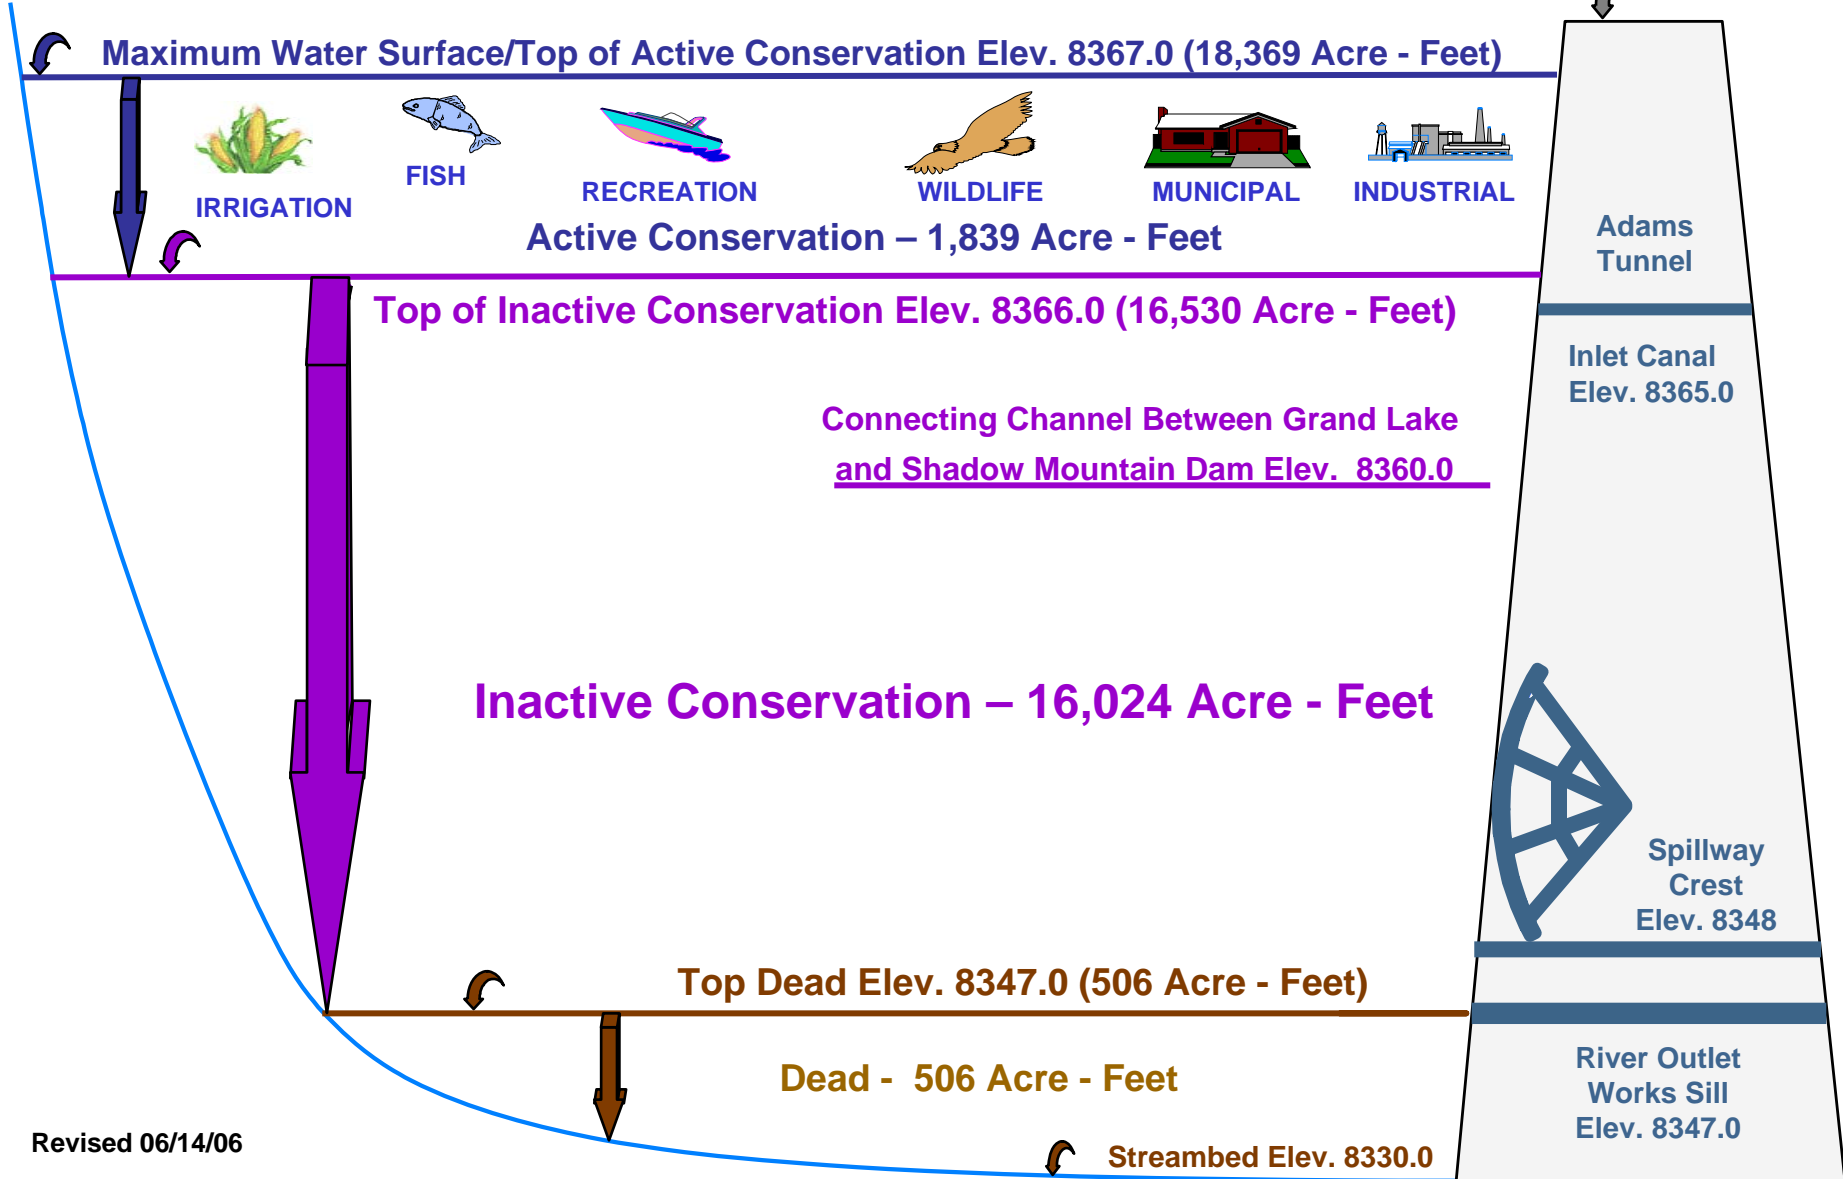 Maximum Water Surface/Top of Active Conservation Elev. 8367.0 (18,369 Acre - Feet)
IRRIGATION
FISH
RECREATION
WILDLIFE
MUNICIPAL
INDUSTRIAL
Active Conservation – 1,839 Acre - Feet
Adams
Tunnel
Top of Inactive Conservation Elev. 8366.0 (16,530 Acre - Feet)
Inlet Canal
Elev. 8365.0
Connecting Channel Between Grand Lake
and Shadow Mountain Dam Elev. 8360.0
Inactive Conservation – 16,024 Acre - Feet
Spillway
Crest
Elev. 8348
Top Dead Elev. 8347.0 (506 Acre - Feet)
Dead - 506 Acre - Feet
River Outlet
Works Sill
Elev. 8347.0
Revised 06/14/06
Streambed Elev. 8330.0